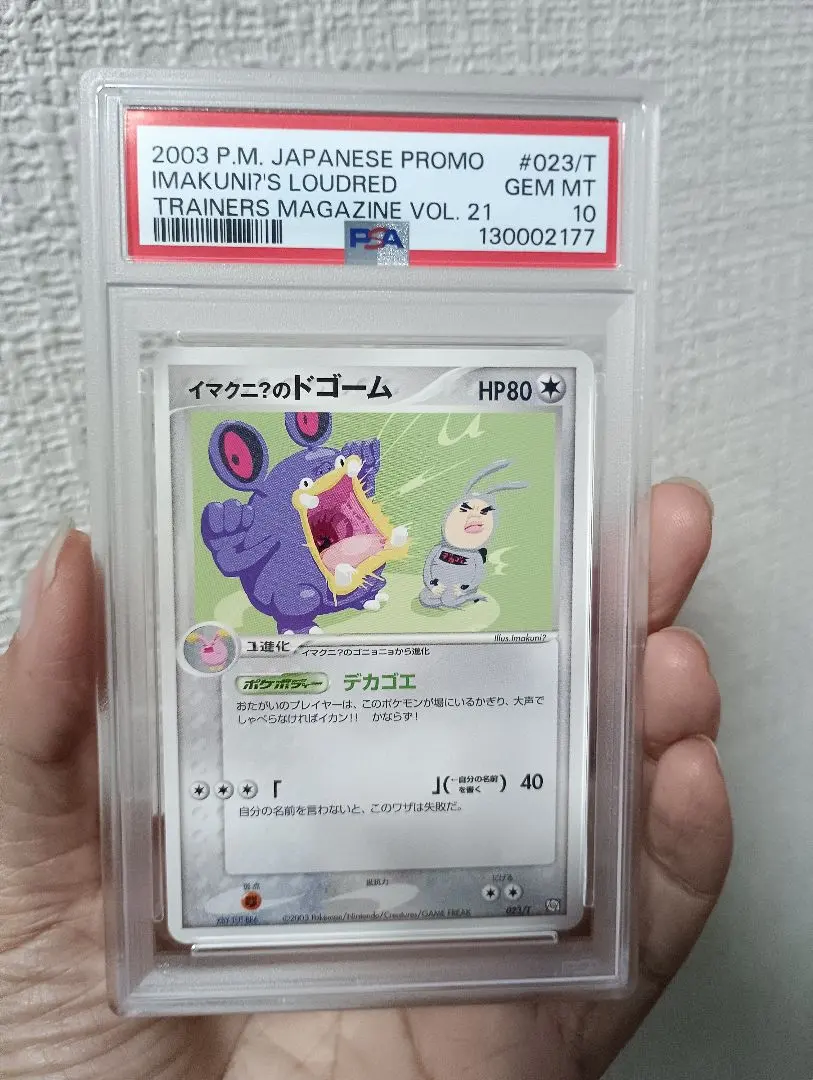 2003 P.M. JAPANESE PROMO #023/T
IMAKUNI?'S LOUDRED GEM MT
TRAINERS MAGAZINE VOL. 21 10
PSA 130002177
イマクニ?のドゴーム HP80
デカゴエ
Illus.Imakuni?
1進化 イマクニ?のゴニョニョから進化
ポケボディー デカゴエ
おたがいのプレイヤーは、このポケモンが場にいるかぎり、大声で
しゃべらなければイカン!! かならず!
「 」(←自分の名前を書く) 40
自分の名前を言わないと、このワザは失敗だ。
弱点 抵抗力 にげる
©2003 Pokémon/Nintendo/Creatures/GAME FREAK 023/T